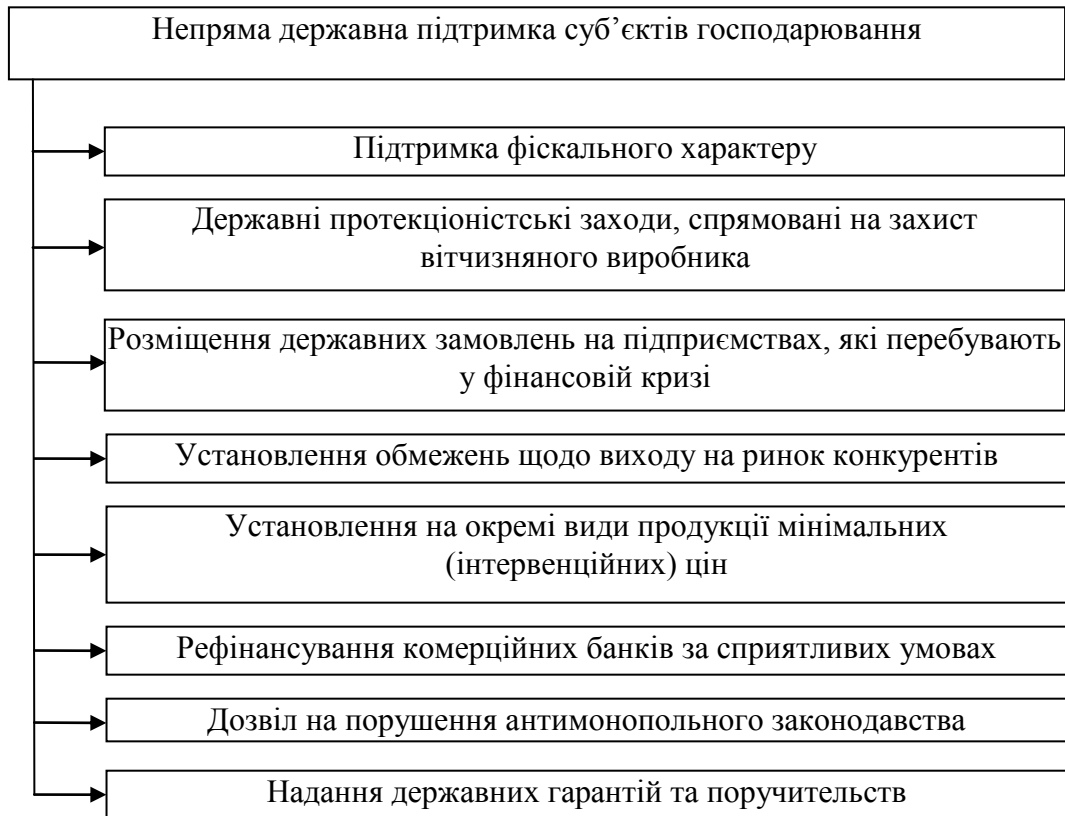 Непряма державна підтримка суб’єктів господарювання
Підтримка фіскального характеру
Державні протекціоністські заходи, спрямовані на захист
вітчизняного виробника
Розміщення державних замовлень на підприємствах, які перебувають
у фінансовій кризі
Установлення обмежень щодо виходу на ринок конкурентів
Установлення на окремі види продукції мінімальних
(інтервенційних) цін
Рефінансування комерційних банків за сприятливих умовах
Дозвіл на порушення антимонопольного законодавства
Надання державних гарантій та поручительств